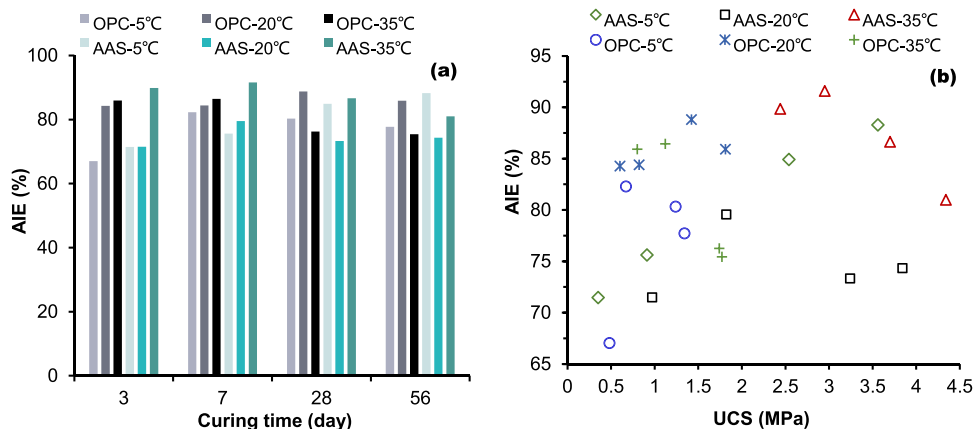 OPC-5℃ OPC-20℃ OPC-35℃
AAS-5℃ AAS-20℃ AAS-35℃
(a)
100
80
60
40
20
0
AIE (%)
3 7 28 56
Curing time (day)
AAS-5℃ AAS-20℃ AAS-35℃
OPC-5℃ OPC-20℃ OPC-35℃
(b)
95
90
85
80
75
70
65
AIE (%)
0 0.5 1 1.5 2 2.5 3 3.5 4 4.5
UCS (MPa)